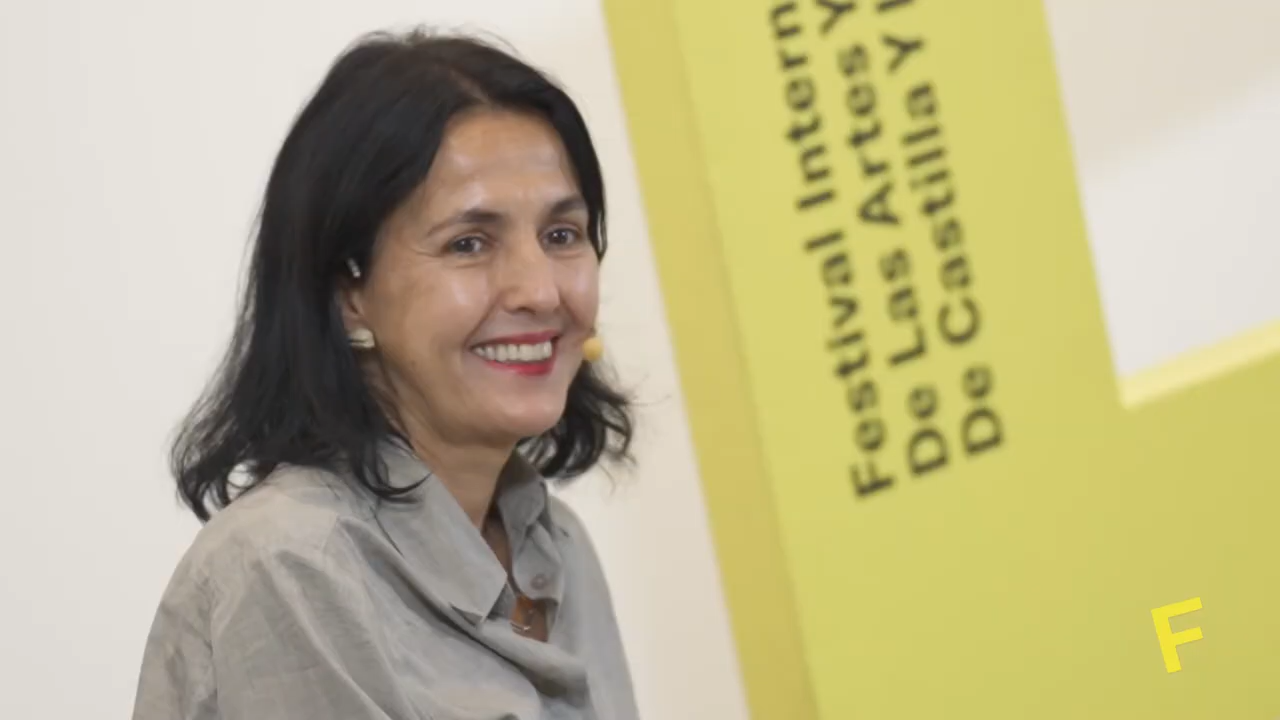 Festival Intern
De Las Artes Y
De Castilla Y
F